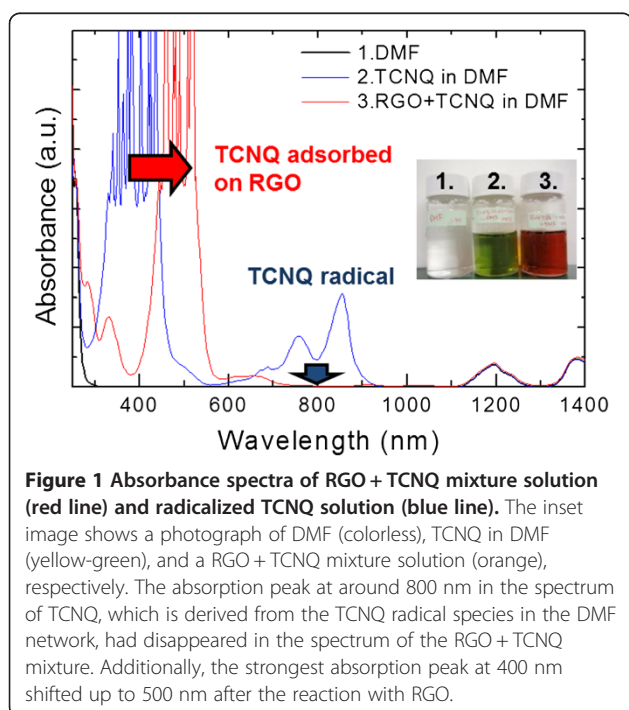 1.DMF
2.TCNQ in DMF
3.RGO+TCNQ in DMF
Absorbance (a.u.)
TCNQ adsorbed
on RGO
1. 2. 3.
DMF
TCNQ radical
400 600 800 1000 1200 1400
Wavelength (nm)
Figure 1 Absorbance spectra of RGO + TCNQ mixture solution
(red line) and radicalized TCNQ solution (blue line). The inset
image shows a photograph of DMF (colorless), TCNQ in DMF
(yellow-green), and a RGO + TCNQ mixture solution (orange),
respectively. The absorption peak at around 800 nm in the spectrum
of TCNQ, which is derived from the TCNQ radical species in the DMF
network, had disappeared in the spectrum of the RGO + TCNQ
mixture. Additionally, the strongest absorption peak at 400 nm
shifted up to 500 nm after the reaction with RGO.